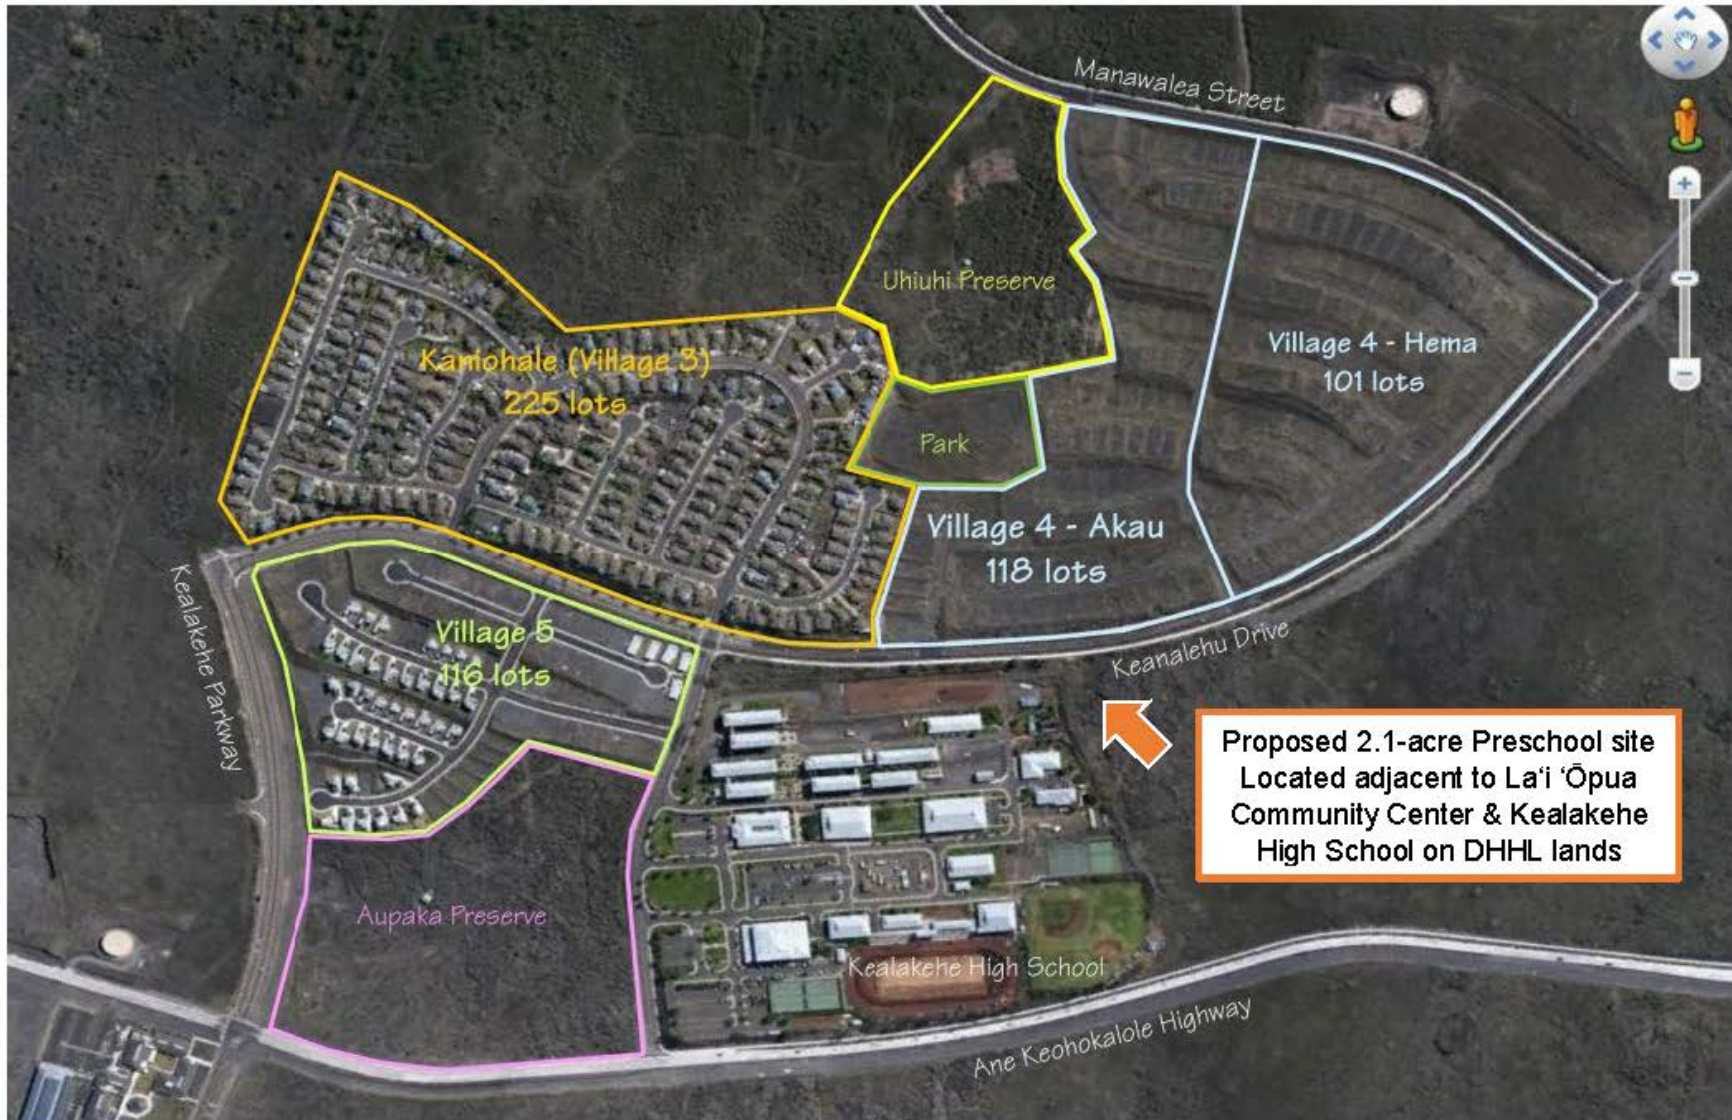 Manawalea Street
Uhiuhi Preserve
Kaniohale (Village 3)
225 lots
Village 4 - Hema
101 lots
Park
Village 4 - Akau
118 lots
Kealakehe Parkway
Village 5
116 lots
Keanalehu Drive
Proposed 2.1-acre Preschool site
Located adjacent to La‘i ‘Ōpua
Community Center & Kealakehe
High School on DHHL lands
Aupaka Preserve
Kealakehe High School
Ane Keohokalole Highway